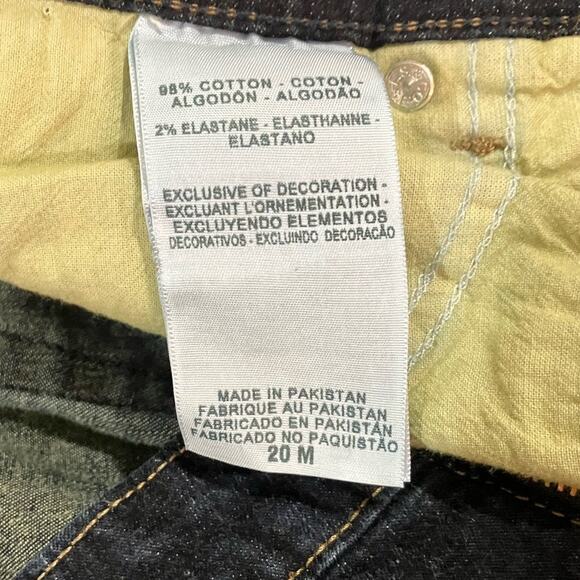 98% COTTON - COTON -
ALGODÓN - ALGODÃO
2% ELASTANE - ELASTHANNE -
ELASTANO
EXCLUSIVE OF DECORATION -
EXCLUANT L'ORNEMENTATION -
EXCLUYENDO ELEMENTOS
DECORATIVOS - EXCLUINDO DECORAÇÃO
MADE IN PAKISTAN
FABRIQUE AU PAKISTAN
FABRICADO EN PAKISTÁN
FABRICADO NO PAQUISTÃO
20 M